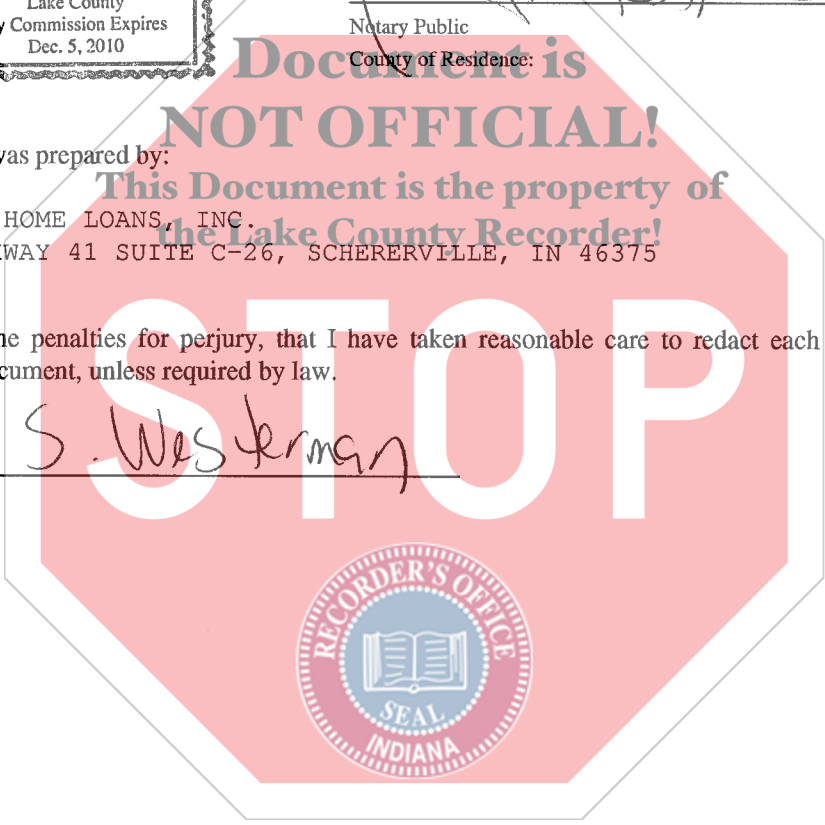 Lake County
Commission Expires
Dec. 5, 2010
Notary Public
County of Residence:
Document is
NOT OFFICIAL!
was prepared by:
This Document is the property of
HOME LOANS, INC.
the Lake County Recorder!
WAY 41 SUITE C-26, SCHERERVILLE, IN 46375
he penalties for perjury, that I have taken reasonable care to redact each
cument, unless required by law.
STOP
S. Westerman
RECORDER'S OFFICE
SEAL
INDIANA